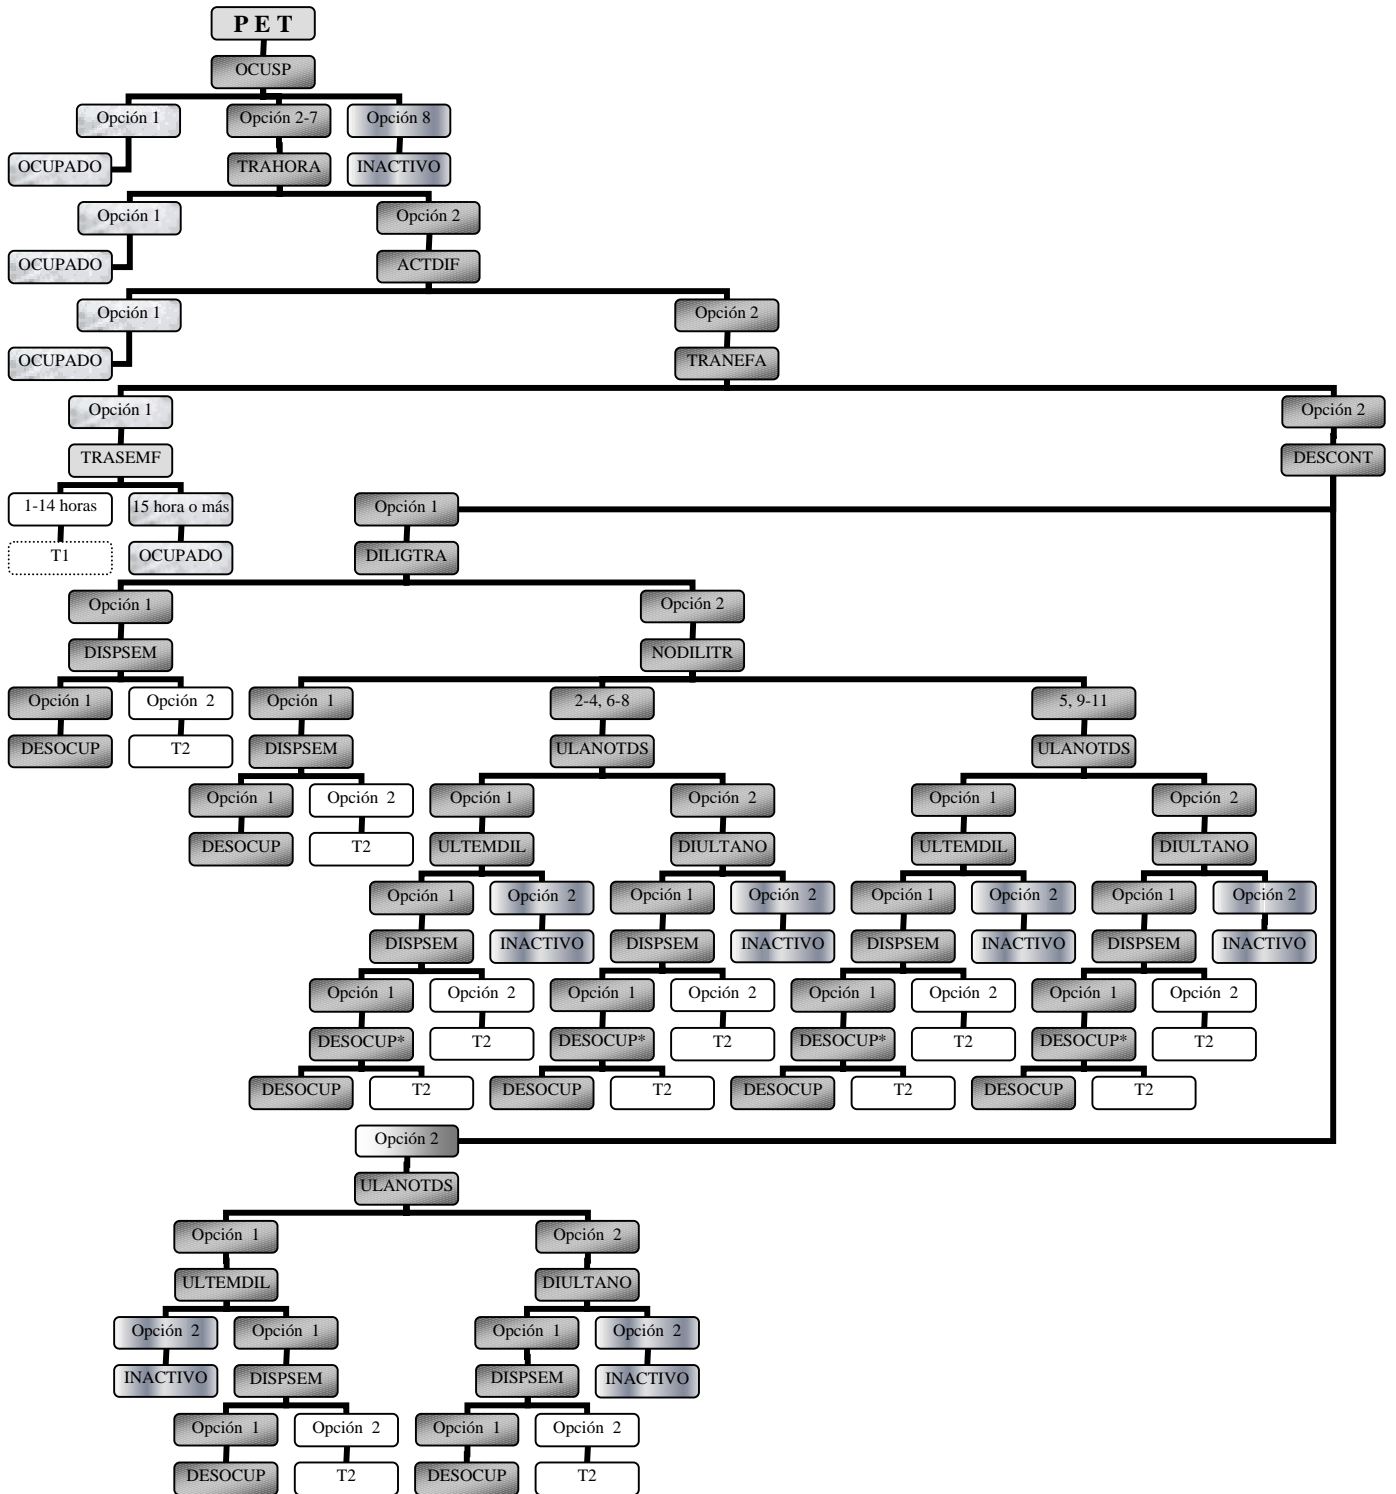 P E T
OCUSP
Opción 1
Opción 2-7
Opción 8
OCUPADO
TRAHORA
INACTIVO
Opción 1
Opción 2
OCUPADO
ACTDIF
Opción 1
Opción 2
OCUPADO
TRANEFA
Opción 1
Opción 2
TRASEMF
DESCONT
1-14 horas
15 hora o más
Opción 1
T1
OCUPADO
DILIGTRA
Opción 1
Opción 2
DISPSEM
NODILITR
Opción 1
Opción 2
Opción 1
2-4, 6-8
5, 9-11
DESOCUP
T2
DISPSEM
ULANOTDS
ULANOTDS
Opción 1
Opción 2
Opción 1
Opción 2
Opción 1
Opción 2
DESOCUP
T2
ULTEMDIL
DIULTANO
ULTEMDIL
DIULTANO
Opción 1
Opción 2
Opción 1
Opción 2
Opción 1
Opción 2
Opción 1
Opción 2
DISPSEM
INACTIVO
DISPSEM
INACTIVO
DISPSEM
INACTIVO
DISPSEM
INACTIVO
Opción 1
Opción 2
Opción 1
Opción 2
Opción 1
Opción 2
Opción 1
Opción 2
DESOCUP*
T2
DESOCUP*
T2
DESOCUP*
T2
DESOCUP*
T2
DESOCUP
T2
DESOCUP
T2
DESOCUP
T2
DESOCUP
T2
Opción 2
ULANOTDS
Opción 1
Opción 2
ULTEMDIL
DIULTANO
Opción 2
Opción 1
Opción 1
Opción 2
INACTIVO
DISPSEM
DISPSEM
INACTIVO
Opción 1
Opción 2
Opción 1
Opción 2
DESOCUP
T2
DESOCUP
T2